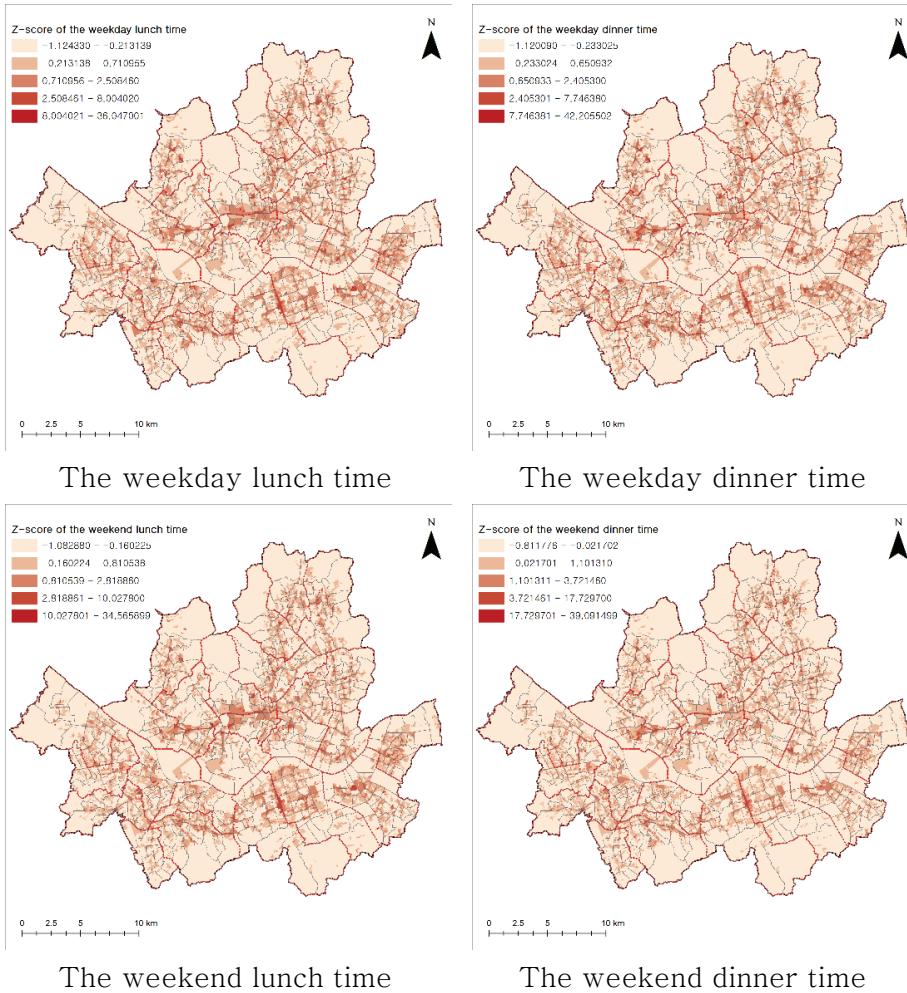 Z-score of the weekday lunch time
-1.124330 - -0.213139
-0.213138 - 0.710955
0.710956 - 2.508460
2.508461 - 8.004020
8.004021 - 36.047001
N
0 2.5 5 10 km
The weekday lunch time
Z-score of the weekday dinner time
-1.120090 - -0.233025
-0.233024 - 0.650932
0.650933 - 2.405300
2.405301 - 7.746380
7.746381 - 42.205502
N
0 2.5 5 10 km
The weekday dinner time
Z-score of the weekend lunch time
-1.082880 - -0.160225
-0.160224 - 0.810538
0.810539 - 2.818860
2.818861 - 10.027800
10.027801 - 34.565899
N
0 2.5 5 10 km
The weekend lunch time
Z-score of the weekend dinner time
-0.811776 - -0.021702
-0.021701 - 1.101310
1.101311 - 3.721460
3.721461 - 17.729700
17.729701 - 39.091499
N
0 2.5 5 10 km
The weekend dinner time